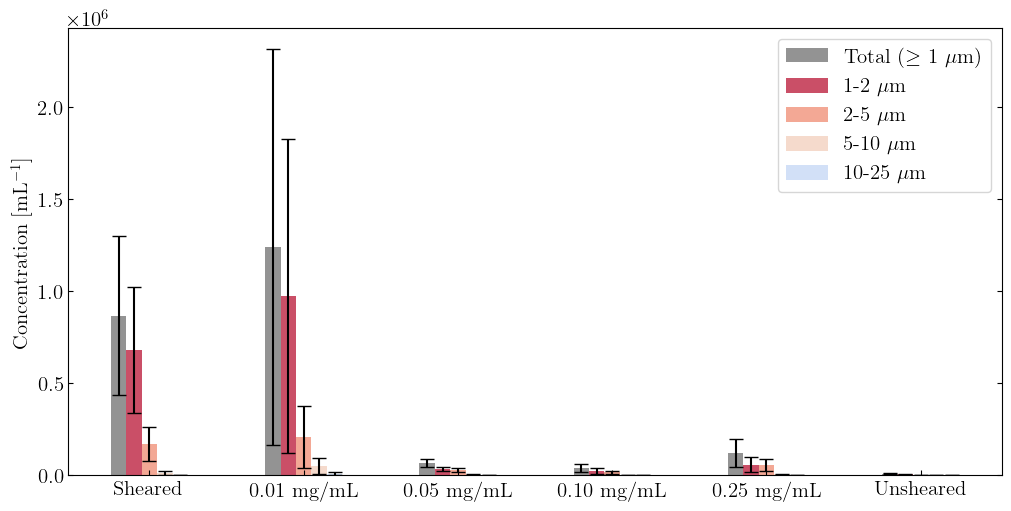 ×10⁶
Concentration [mL⁻¹]
2.0
1.5
1.0
0.5
0.0
Total (≥ 1 μm)
1-2 μm
2-5 μm
5-10 μm
10-25 μm
Sheared 0.01 mg/mL 0.05 mg/mL 0.10 mg/mL 0.25 mg/mL Unsheared